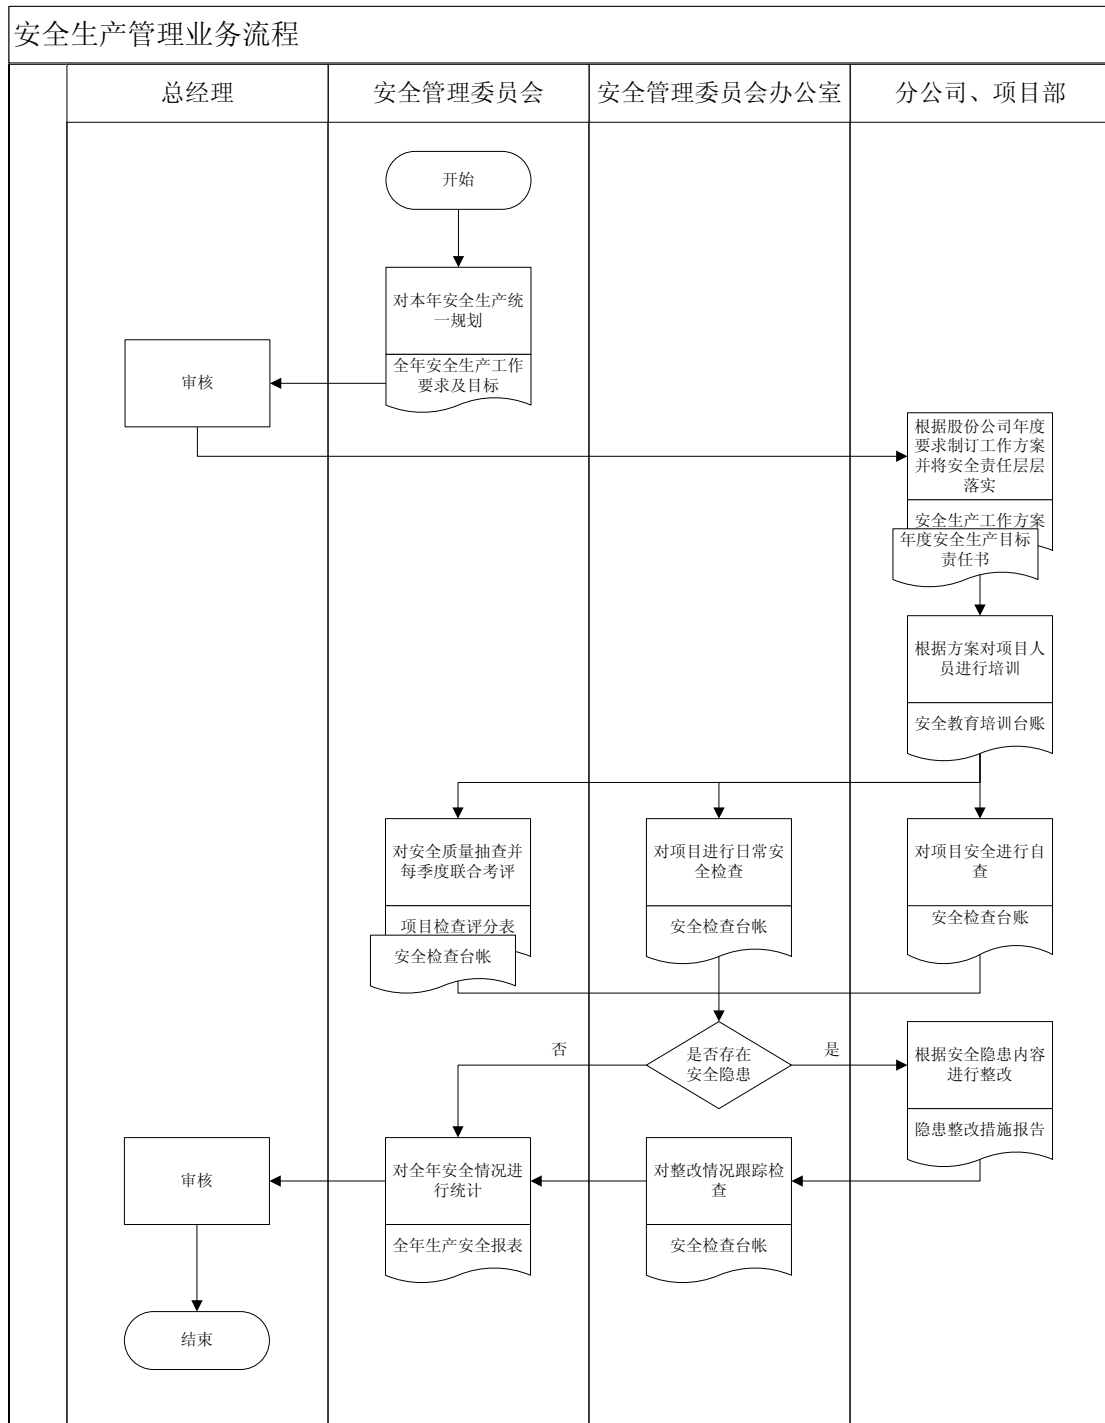 安全生产管理业务流程
总经理
安全管理委员会
安全管理委员会办公室
分公司、项目部
开始
对本年安全生产统
一规划
全年安全生产工作
要求及目标
审核
根据股份公司年度
要求制订工作方案
并将安全责任层层
落实
安全生产工作方案
年度安全生产目标
责任书
根据方案对项目人
员进行培训
安全教育培训台账
对安全质量抽查并
每季度联合考评
项目检查评分表
安全检查台帐
对项目进行日常安
全检查
安全检查台帐
对项目安全进行自
查
安全检查台账
是否存在
安全隐患
否
是
根据安全隐患内容
进行整改
隐患整改措施报告
对整改情况跟踪检
查
安全检查台帐
对全年安全情况进
行统计
全年生产安全报表
审核
结束